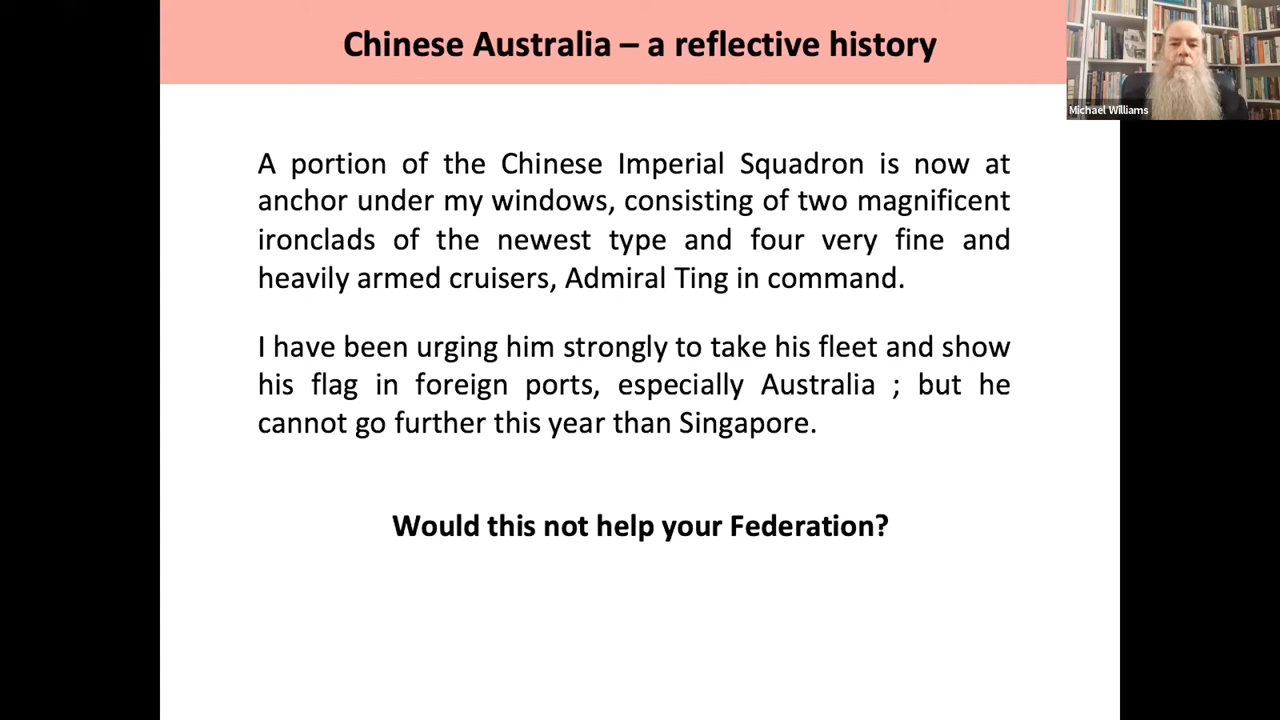 Chinese Australia – a reflective history
Michael Williams
A portion of the Chinese Imperial Squadron is now at
anchor under my windows, consisting of two magnificent
ironclads of the newest type and four very fine and
heavily armed cruisers, Admiral Ting in command.
I have been urging him strongly to take his fleet and show
his flag in foreign ports, especially Australia ; but he
cannot go further this year than Singapore.
Would this not help your Federation?